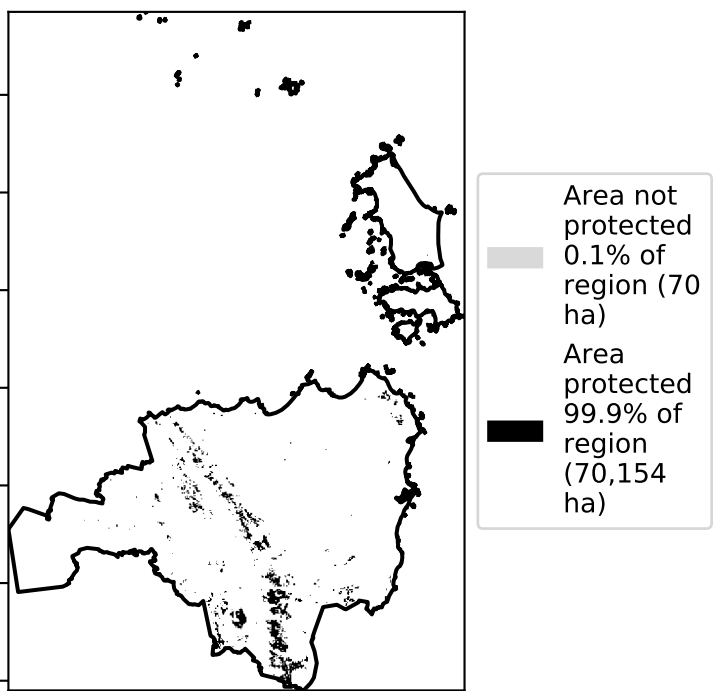 Area not
protected
0.1% of
region (70
ha)
Area
protected
99.9% of
region
(70,154
ha)